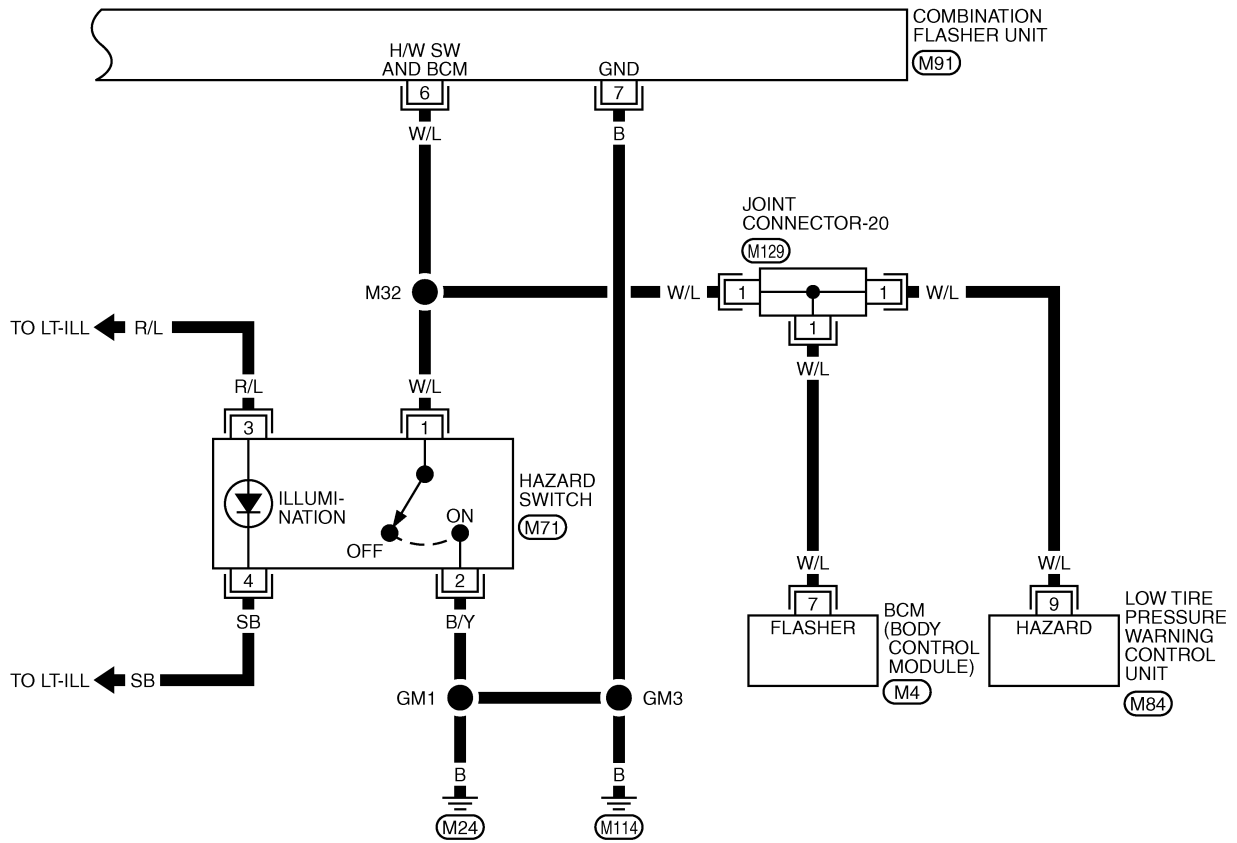 COMBINATION
FLASHER UNIT
M91
H/W SW
AND BCM
GND
6
7
W/L
B
JOINT
CONNECTOR-20
M129
M32
W/L
1
1
W/L
1
TO LT-ILL
R/L
W/L
R/L
W/L
3
1
HAZARD
SWITCH
M71
ILLUMI-
NATION
ON
OFF
4
2
SB
B/Y
W/L
W/L
7
9
FLASHER
HAZARD
BCM
(BODY
CONTROL
MODULE)
M4
LOW TIRE
PRESSURE
WARNING
CONTROL
UNIT
M84
TO LT-ILL
SB
GM1
GM3
B
B
M24
M114